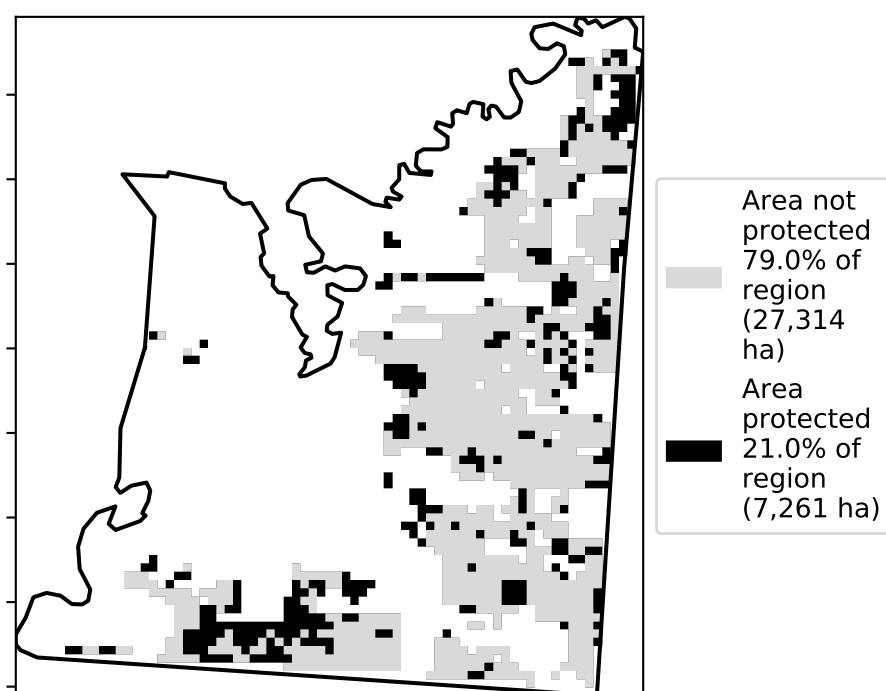 Area not
protected
79.0% of
region
(27,314
ha)
Area
protected
21.0% of
region
(7,261 ha)